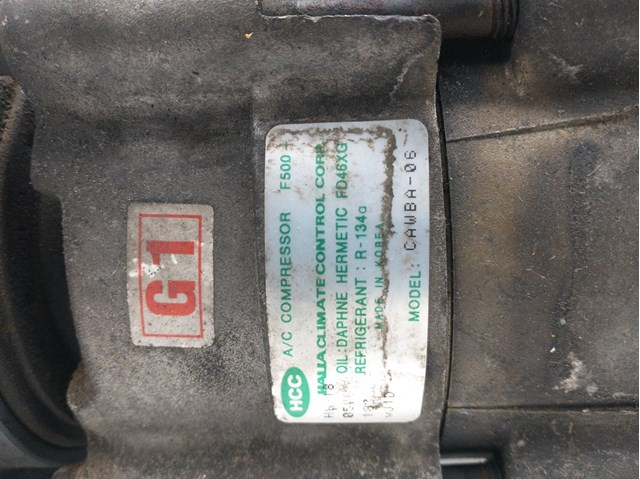 G1
HCC
A/C COMPRESSOR F500
HALLA CLIMATE CONTROL CORP.
OIL:DAPHNE HERMETIC FD46XG
REFRIGERANT: R-134a
MADE IN KOREA
MODEL: CAWBA-06